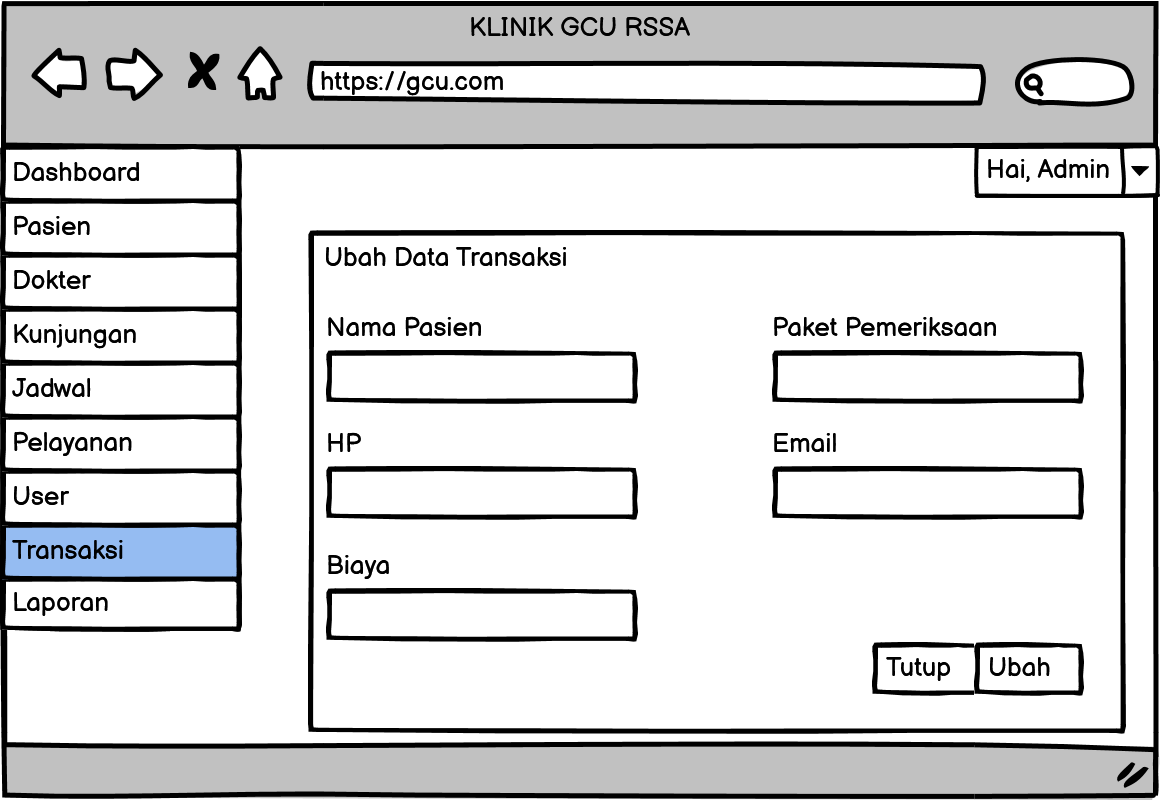 KLINIK GCU RSSA
https://gcu.com
Hai, Admin
Dashboard
Pasien
Dokter
Kunjungan
Jadwal
Pelayanan
User
Transaksi
Laporan
Ubah Data Transaksi
Nama Pasien
Paket Pemeriksaan
HP
Email
Biaya
Tutup
Ubah